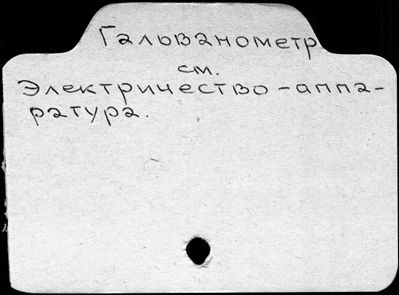 Гальванометр
см.
Электричество-аппа-
ратура.